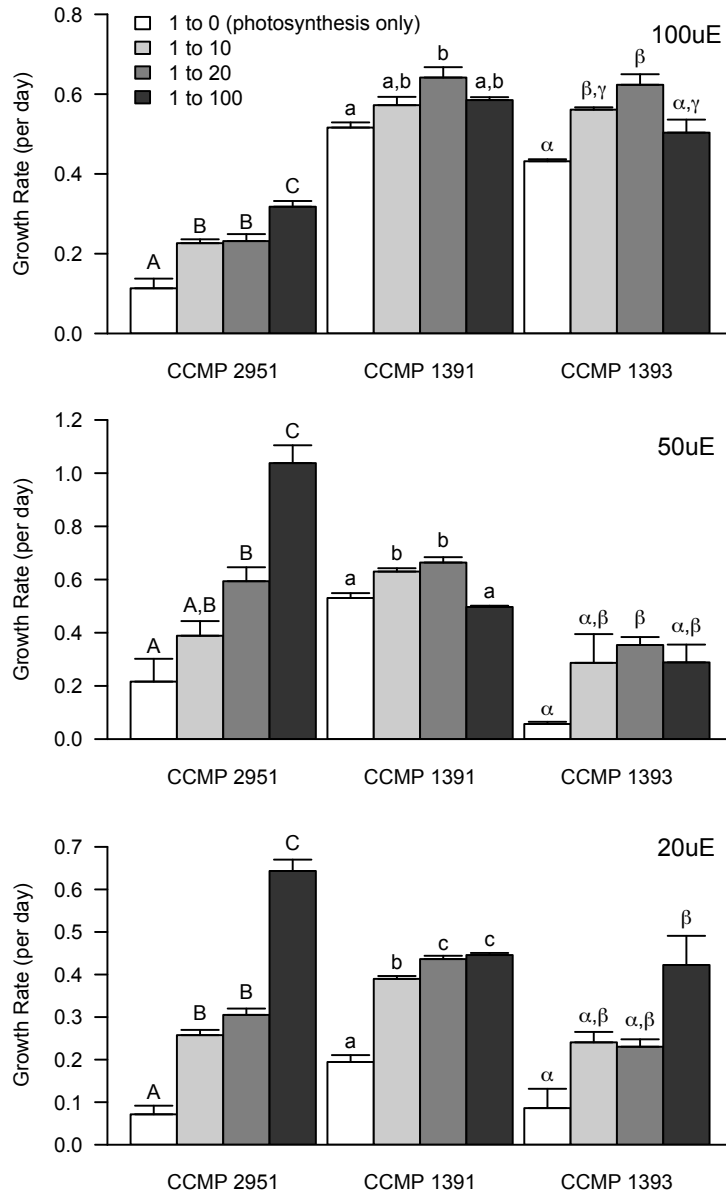 1 to 0 (photosynthesis only)
1 to 10
1 to 20
1 to 100
100uE
Growth Rate (per day)
0.8
0.6
0.4
0.2
0.0
A
B
B
C
a
a,b
b
a,b
α
β,γ
β
α,γ
CCMP 2951 CCMP 1391 CCMP 1393
50uE
Growth Rate (per day)
1.2
1.0
0.8
0.6
0.4
0.2
0.0
A
A,B
B
C
a
b
b
a
α
α,β
β
α,β
CCMP 2951 CCMP 1391 CCMP 1393
20uE
Growth Rate (per day)
0.7
0.6
0.5
0.4
0.3
0.2
0.1
0.0
A
B
B
C
a
b
c
c
α
α,β
α,β
β
CCMP 2951 CCMP 1391 CCMP 1393